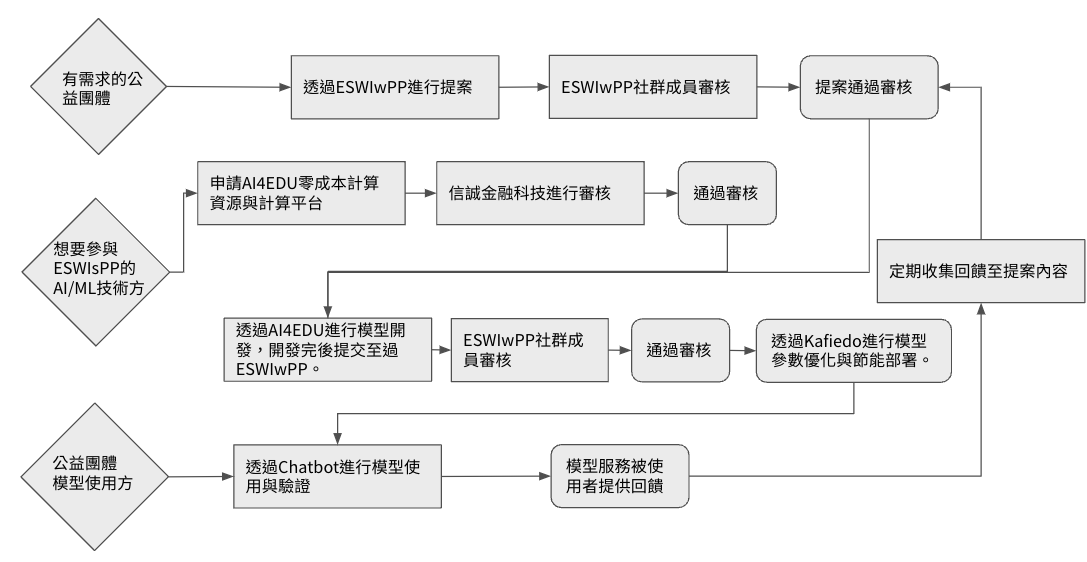 有需求的公
益團體
透過ESWIwPP進行提案
ESWIwPP社群成員審核
提案通過審核
想要參與
ESWIsPP的
AI/ML技術方
申請AI4EDU零成本計算
資源與計算平台
信誠金融科技進行審核
通過審核
定期收集回饋至提案內容
透過AI4EDU進行模型開
發，開發完後提交至過
ESWIwPP。
ESWIwPP社群成
員審核
通過審核
透過Kafiedo進行模型
參數優化與節能部署。
公益團體
模型使用方
透過Chatbot進行模型使
用與驗證
模型服務被使
用者提供回饋